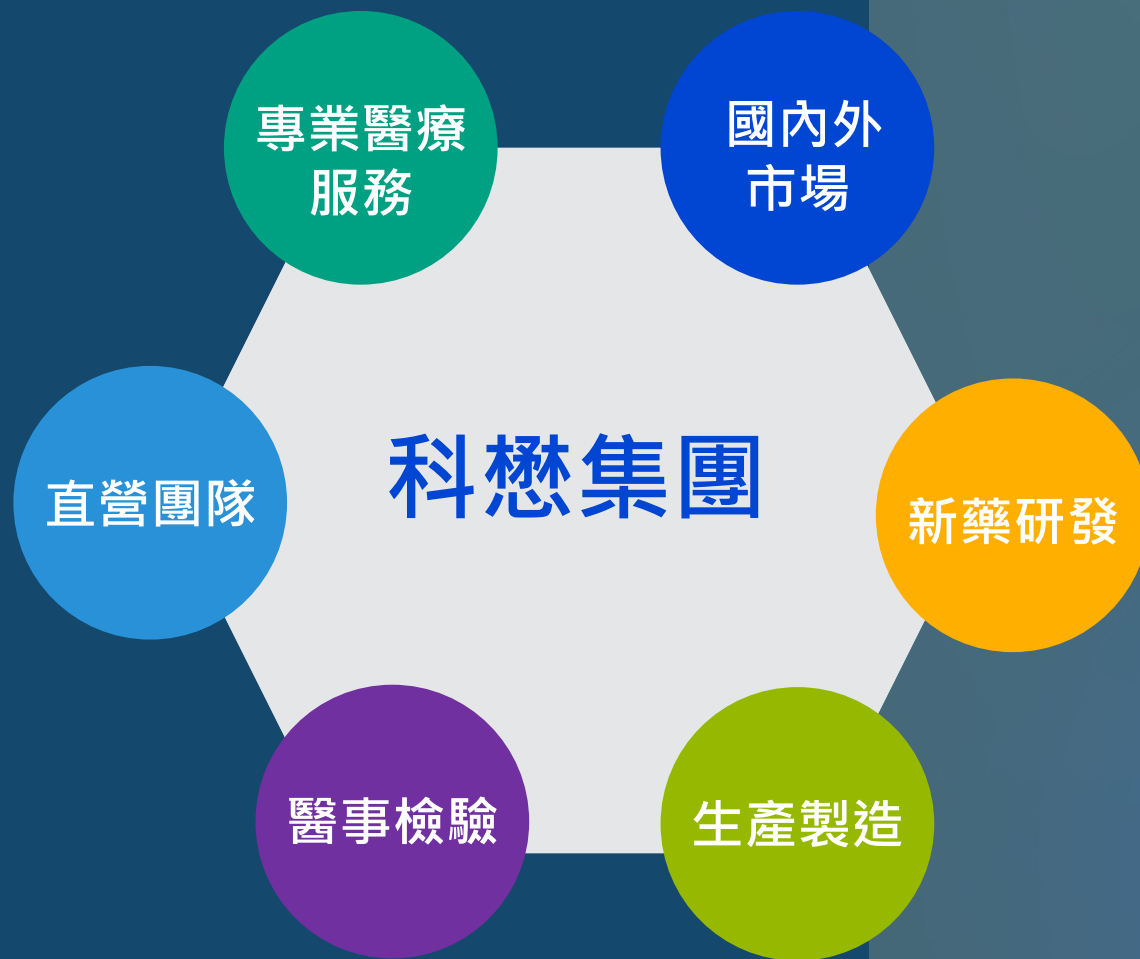 專業醫療
服務
國內外
市場
直營團隊
科懋集團
新藥研發
醫事檢驗
生產製造